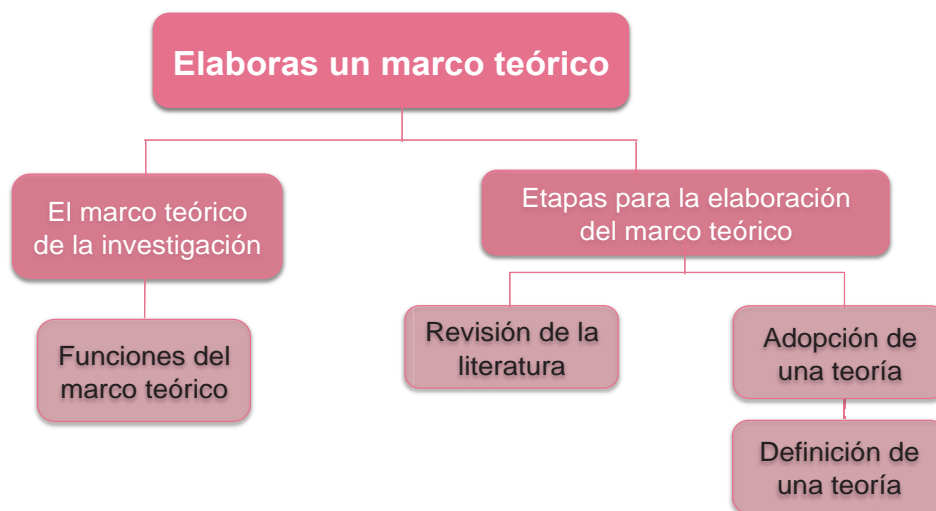 Elaboras un marco teórico
El marco teórico
de la investigación
Etapas para la elaboración
del marco teórico
Funciones del
marco teórico
Revisión de la
literatura
Adopción de
una teoría
Definición de
una teoría